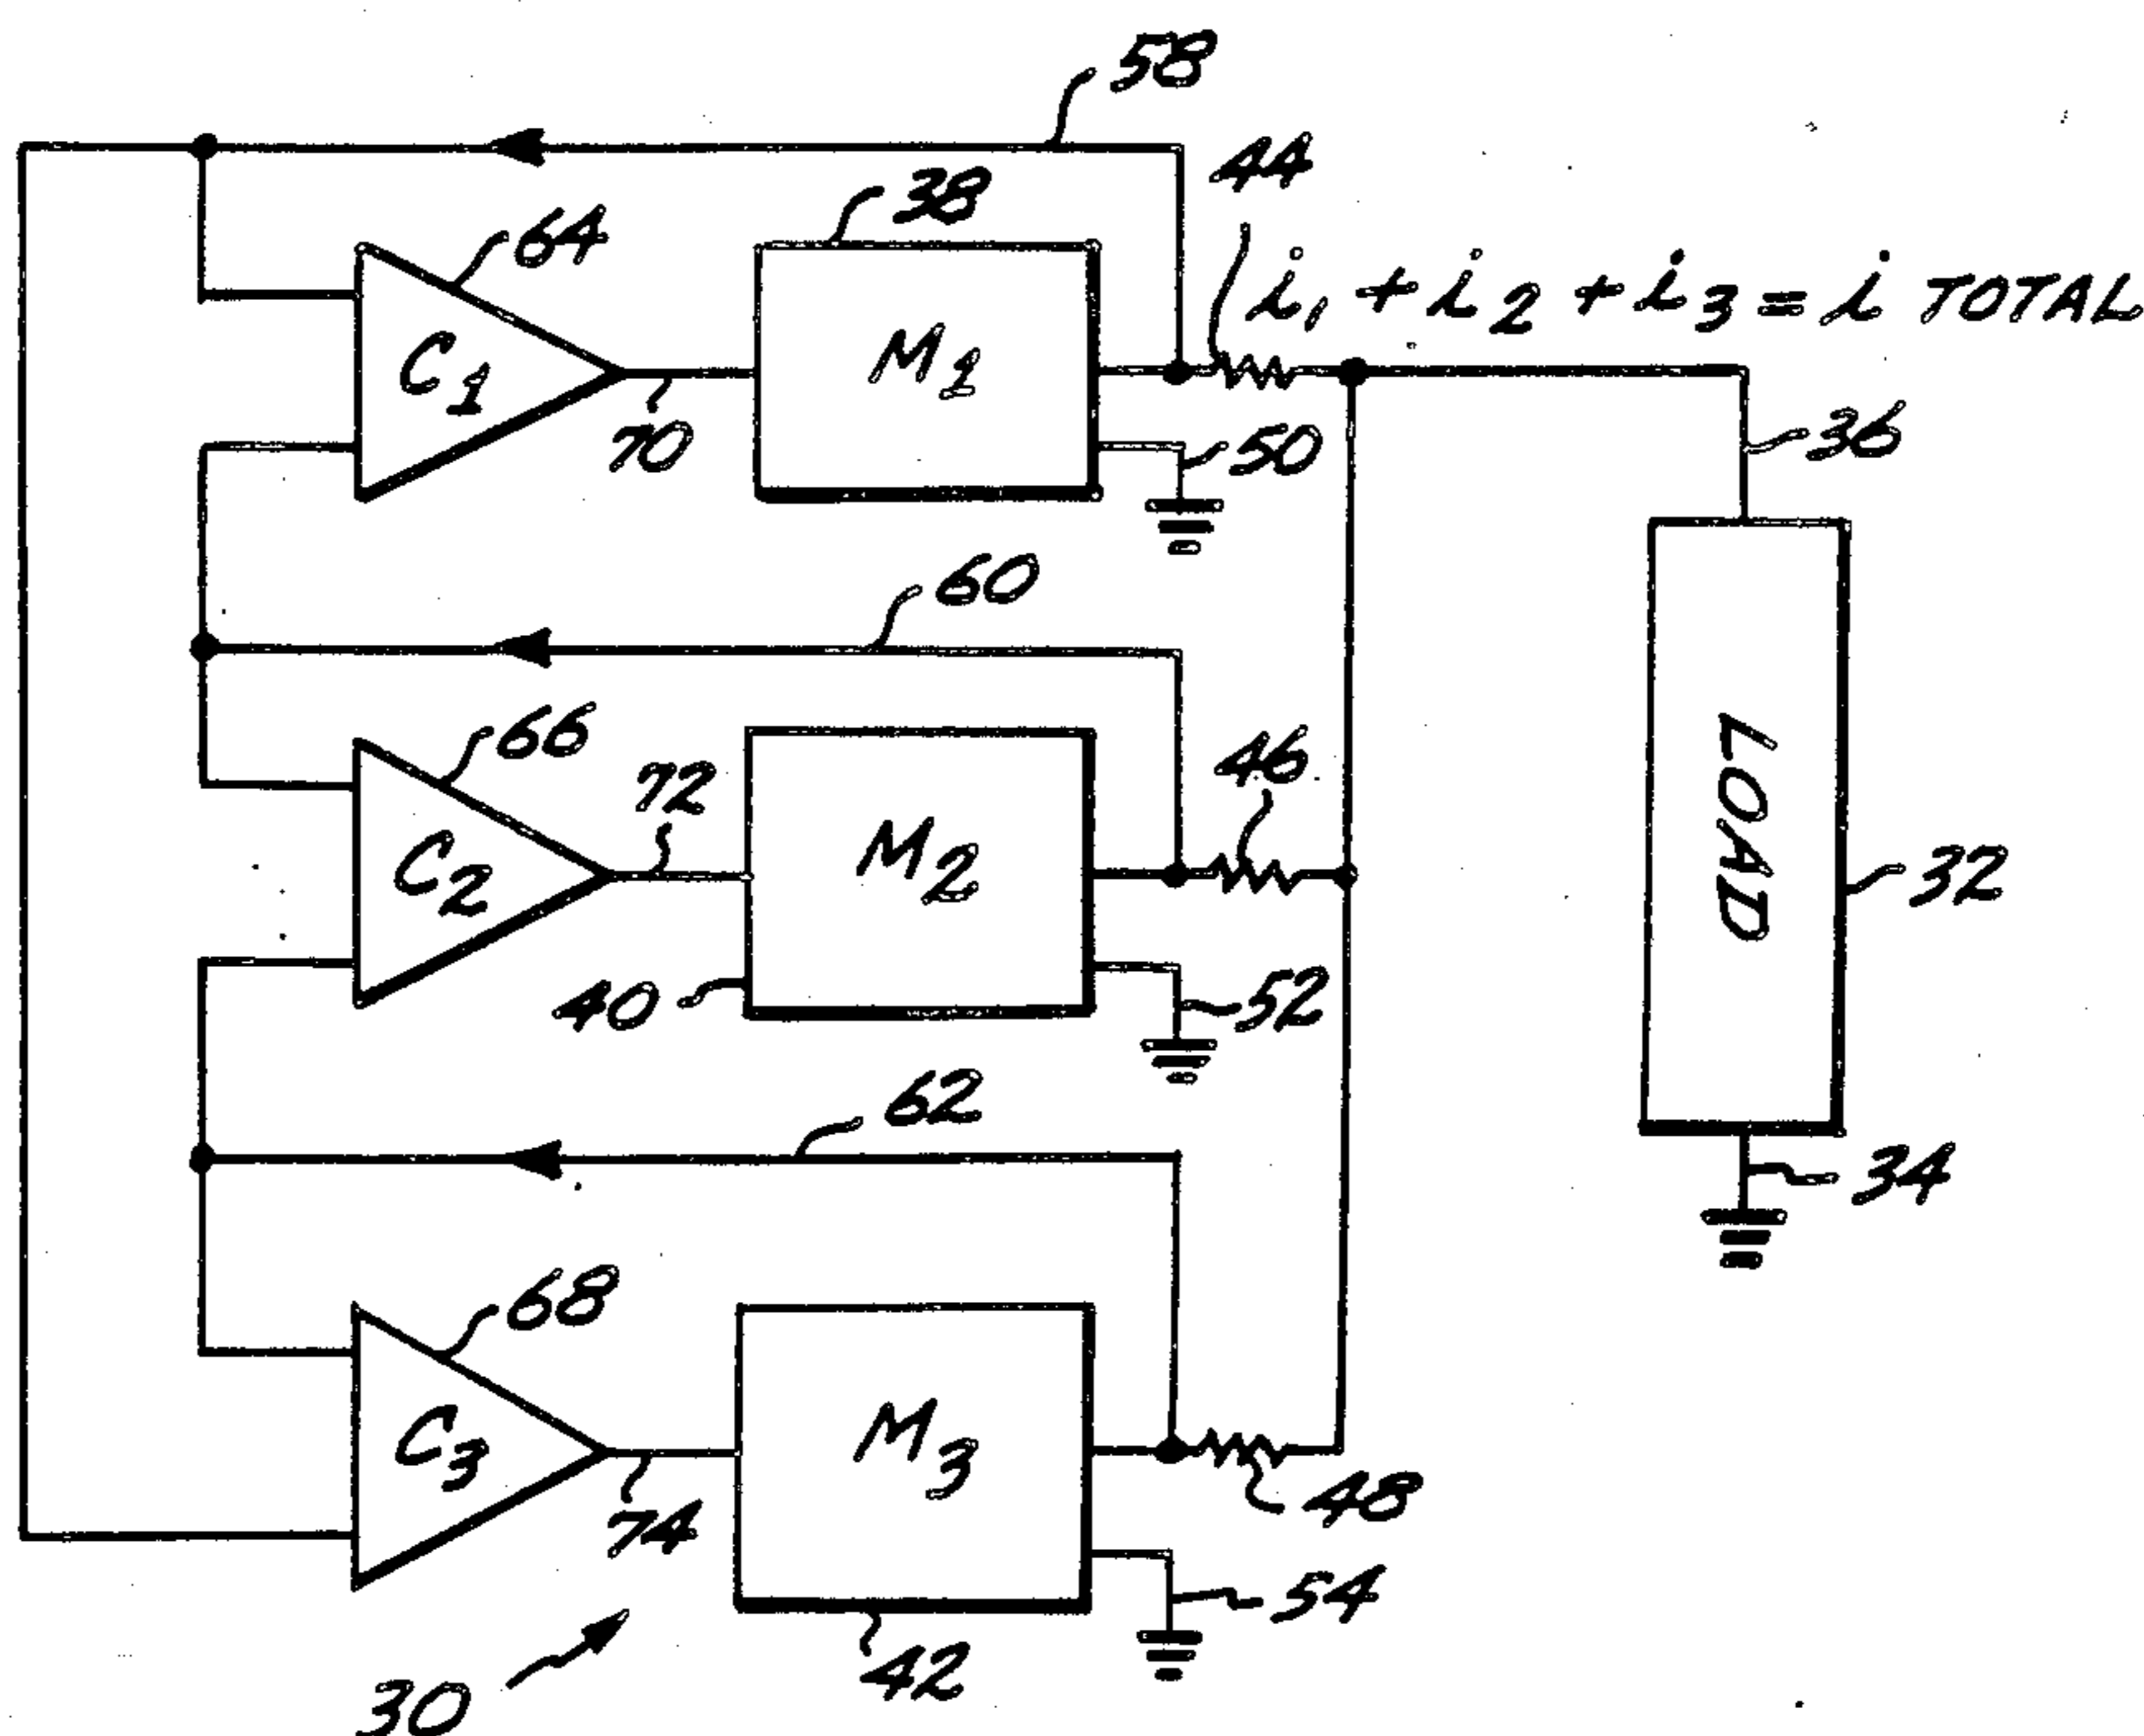 58
44
38
64
i₁ + i₂ + i₃ = i TOTAL
C₁
M₁
70
50
36
60
66
72
46
C₂
M₂
LOAD
32
40
52
62
34
68
C₃
M₃
48
74
54
42
30